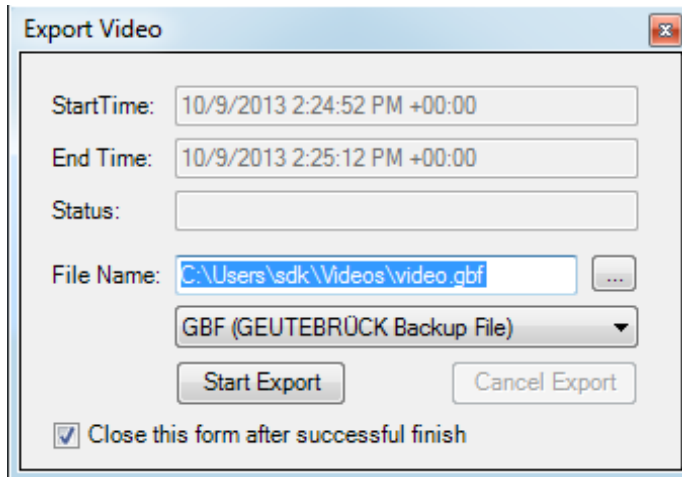 Export Video
StartTime: 10/9/2013 2:24:52 PM +00:00
End Time: 10/9/2013 2:25:12 PM +00:00
Status:
File Name: C:\Users\sdk\Videos\video.gbf ...
GBF (GEUTEBRÜCK Backup File)
Start Export Cancel Export
Close this form after successful finish